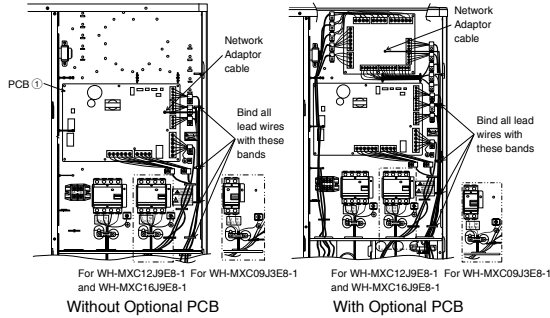 Network
Adaptor
cable
PCB ①
Bind all
lead wires
with these
bands
For WH-MXC12J9E8-1
and WH-MXC16J9E8-1
For WH-MXC09J3E8-1
Without Optional PCB
Network
Adaptor
cable
Bind all
lead wires
with these
bands
For WH-MXC12J9E8-1
and WH-MXC16J9E8-1
For WH-MXC09J3E8-1
With Optional PCB